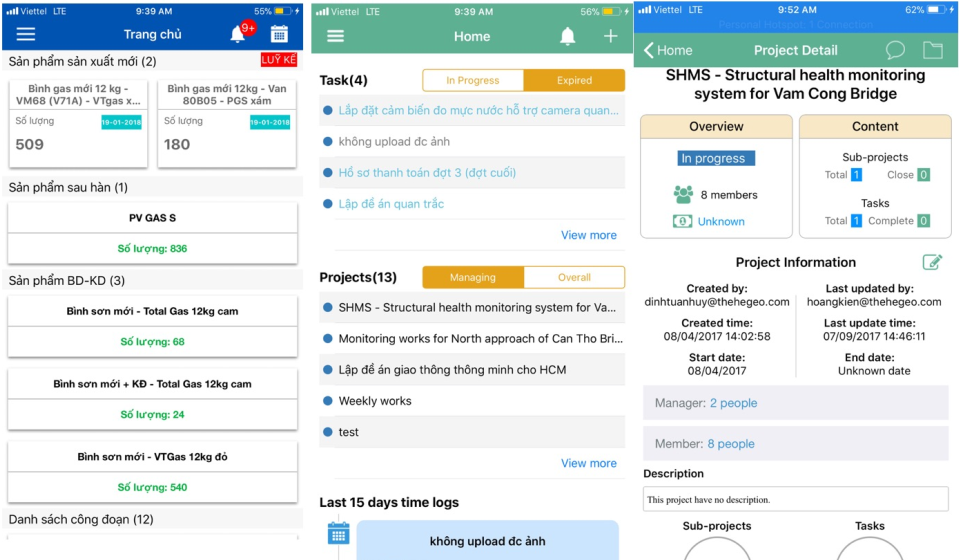 Viettel LTE 9:39 AM 55%
Trang chủ 9+
Sản phẩm sản xuất mới (2) LUỸ KẾ
Bình gas mới 12 kg -
VM68 (V71A) - VTgas x...
Số lượng 19-01-2018
509
Bình gas mới 12kg - Van
80B05 - PGS xám
Số lượng 19-01-2018
180
Sản phẩm sau hàn (1)
PV GAS S
Số lượng: 836
Sản phẩm BD-KD (3)
Bình sơn mới - Total Gas 12kg cam
Số lượng: 68
Bình sơn mới + KĐ - Total Gas 12kg cam
Số lượng: 24
Bình sơn mới - VTGas 12kg đỏ
Số lượng: 540
Danh sách công đoạn (12)
Viettel LTE 9:39 AM 56%
Home
Task(4) In Progress Expired
Lắp đặt cảm biến đo mực nước hỗ trợ camera quan...
không upload đc ảnh
Hồ sơ thanh toán đợt 3 (đợt cuối)
Lập đề án quan trắc
View more
Projects(13) Managing Overall
SHMS - Structural health monitoring system for Va...
Monitoring works for North approach of Can Tho Bri...
Lập đề án giao thông thông minh cho HCM
Weekly works
test
View more
Last 15 days time logs
không upload đc ảnh
Viettel LTE 9:52 AM 62%
Personal Hotspot: 1 Connection
Home Project Detail
SHMS - Structural health monitoring
system for Vam Cong Bridge
Overview
In progress
8 members
Unknown
Content
Sub-projects
Total 1 Close 0
Tasks
Total 1 Complete 0
Project Information
Created by:
dinhtuanhuy@thehegeo.com
Last updated by:
hoangkien@thehegeo.com
Created time:
08/04/2017 14:02:58
Last update time:
07/09/2017 14:46:11
Start date:
08/04/2017
End date:
Unknown date
Manager: 2 people
Member: 8 people
Description
This project have no description.
Sub-projects Tasks